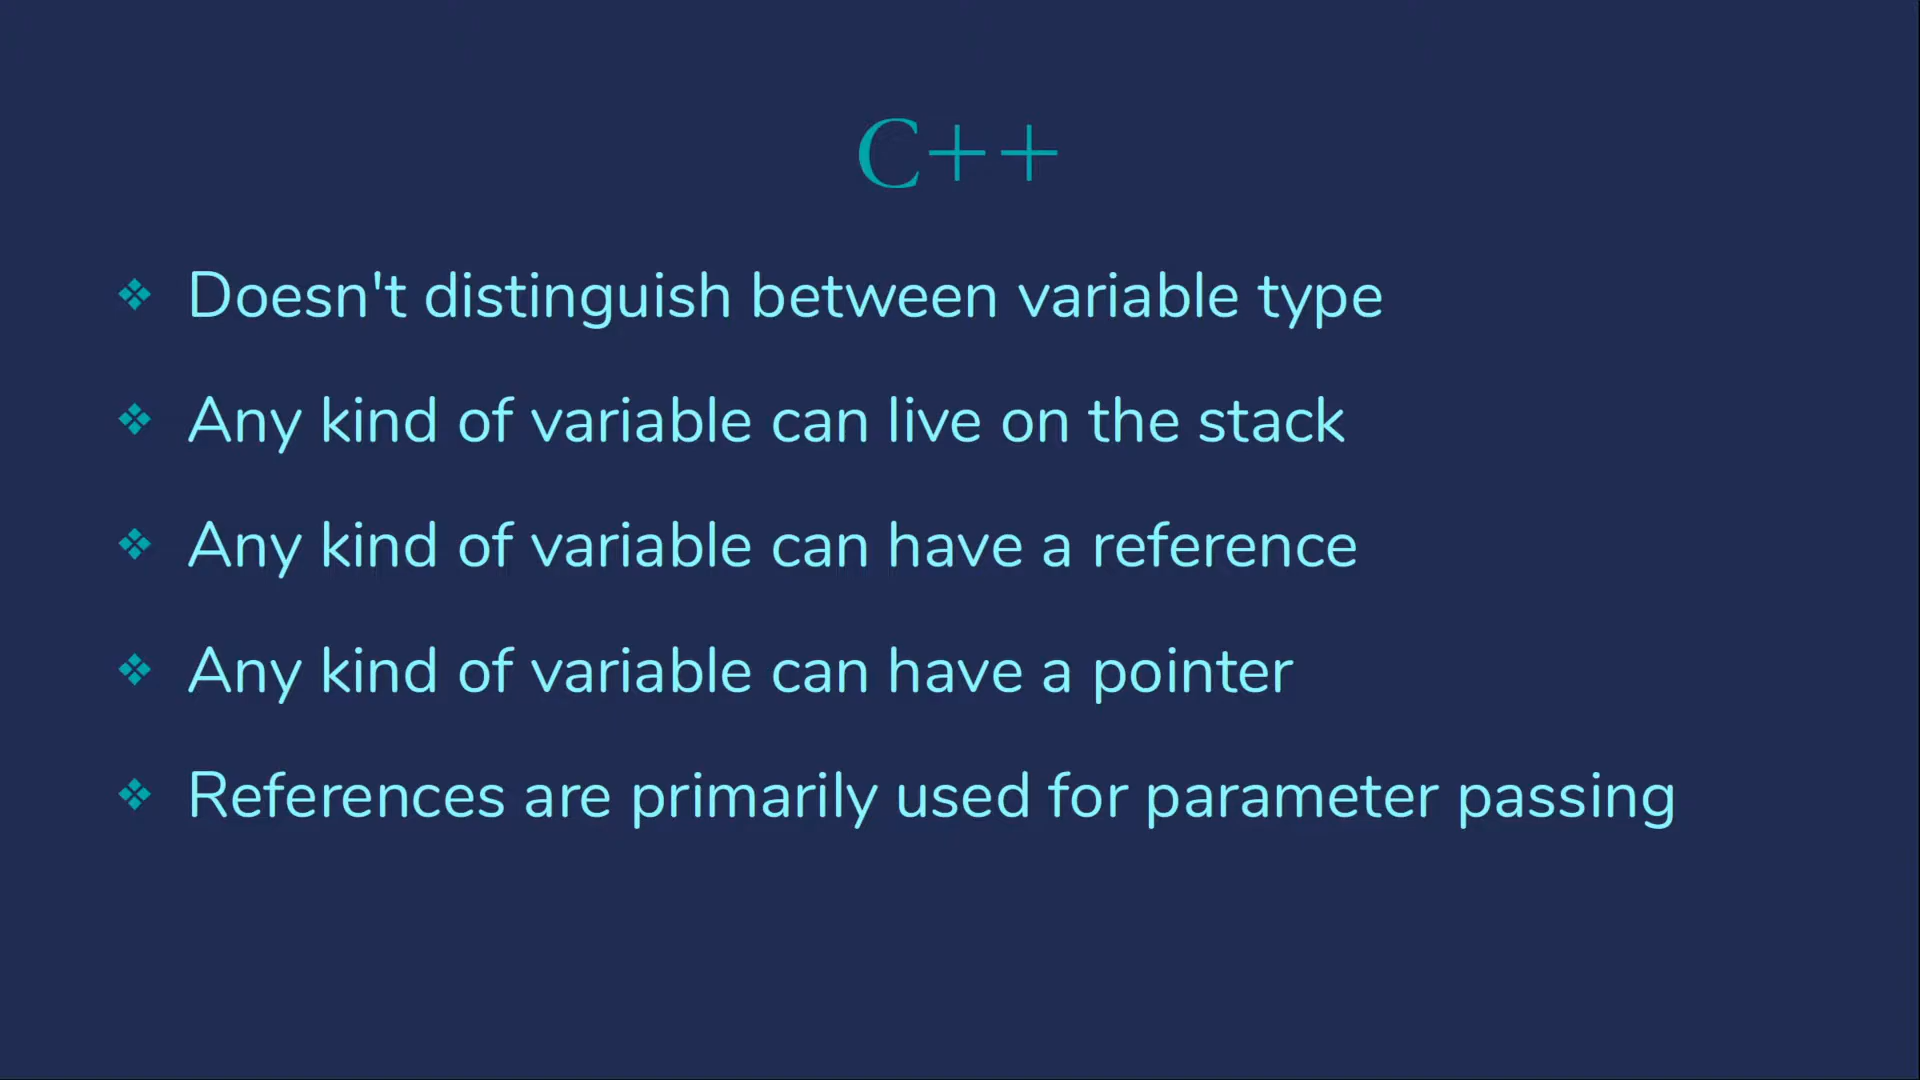 C++
❖ Doesn't distinguish between variable type
❖ Any kind of variable can live on the stack
❖ Any kind of variable can have a reference
❖ Any kind of variable can have a pointer
❖ References are primarily used for parameter passing